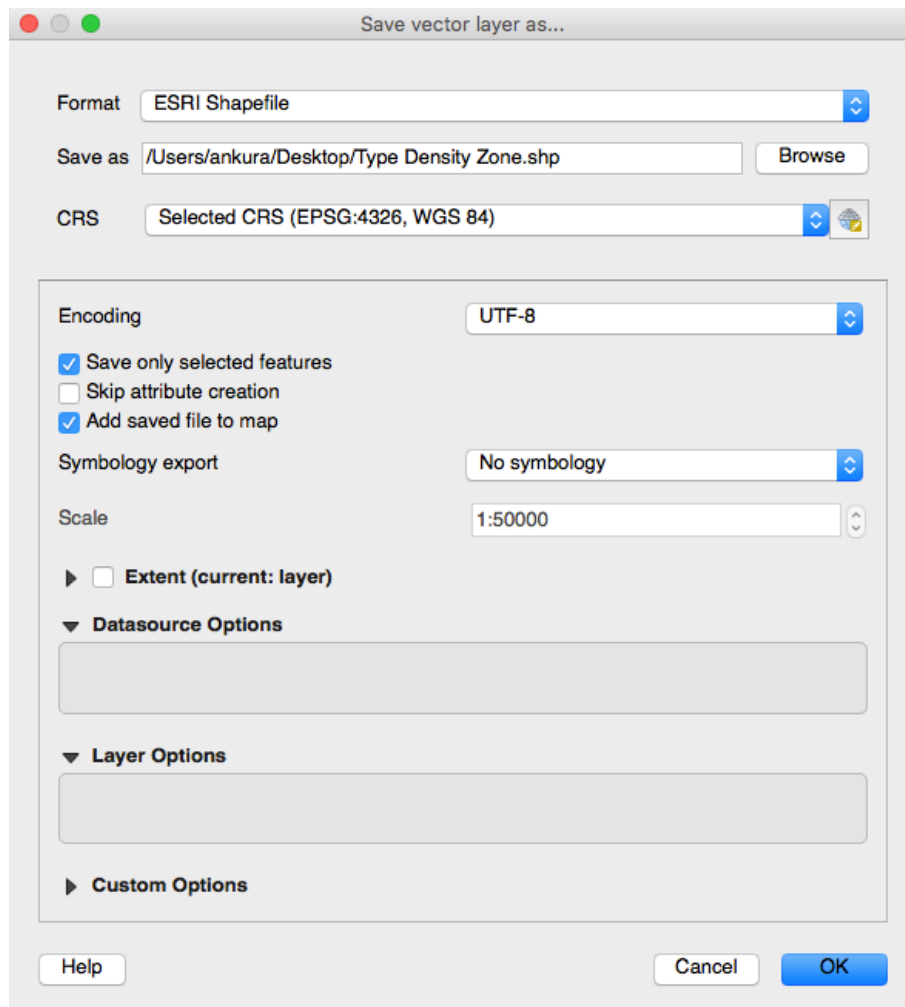 Save vector layer as...
Format ESRI Shapefile
Save as /Users/ankura/Desktop/Type Density Zone.shp Browse
CRS Selected CRS (EPSG:4326, WGS 84)
Encoding UTF-8
Save only selected features
Skip attribute creation
Add saved file to map
Symbology export No symbology
Scale 1:50000
Extent (current: layer)
Datasource Options
Layer Options
Custom Options
Help Cancel OK